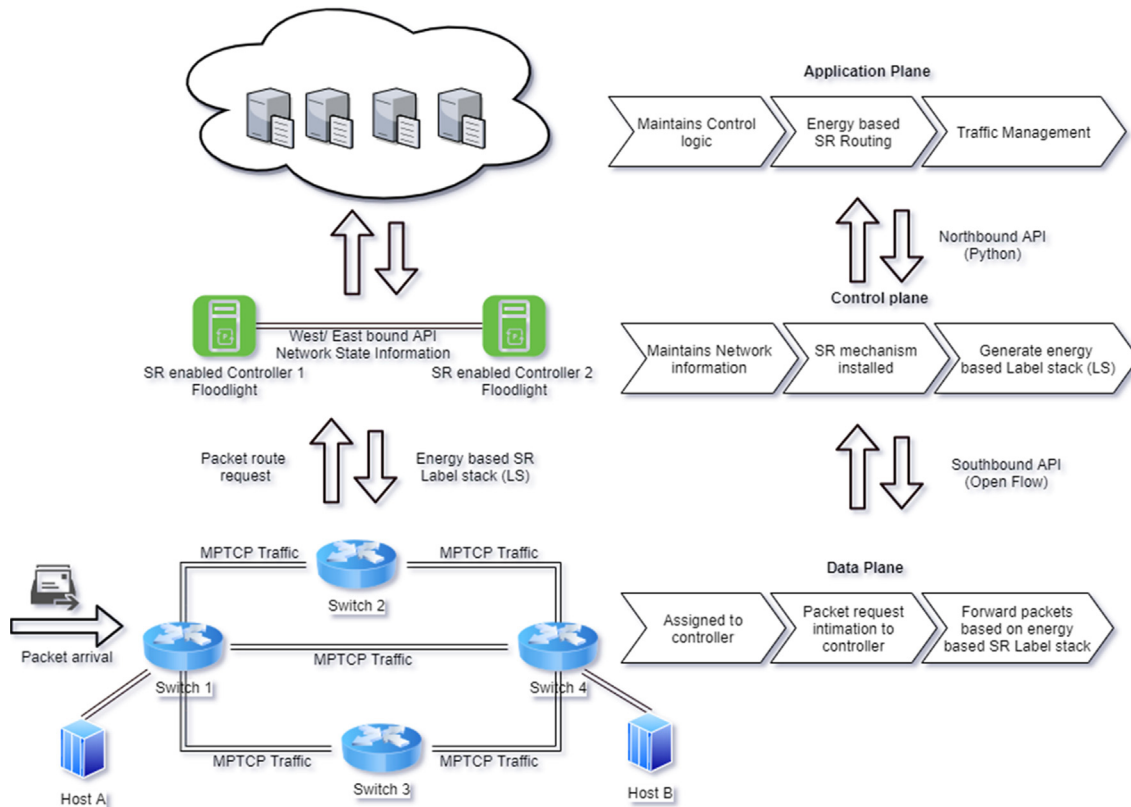 Application Plane
Maintains Control
logic
Energy based
SR Routing
Traffic Management
Northbound API
(Python)
Control plane
West/ East bound API
Network State Information
SR enabled Controller 1
Floodlight
SR enabled Controller 2
Floodlight
Maintains Network
information
SR mechanism
installed
Generate energy
based Label stack (LS)
Packet route
request
Energy based SR
Label stack (LS)
Southbound API
(Open Flow)
MPTCP Traffic
MPTCP Traffic
Switch 2
Data Plane
Packet arrival
Switch 1
MPTCP Traffic
Switch 4
Assigned to
controller
Packet request
intimation to
controller
Forward packets
based on energy
based SR Label stack
MPTCP Traffic
MPTCP Traffic
Switch 3
Host A
Host B